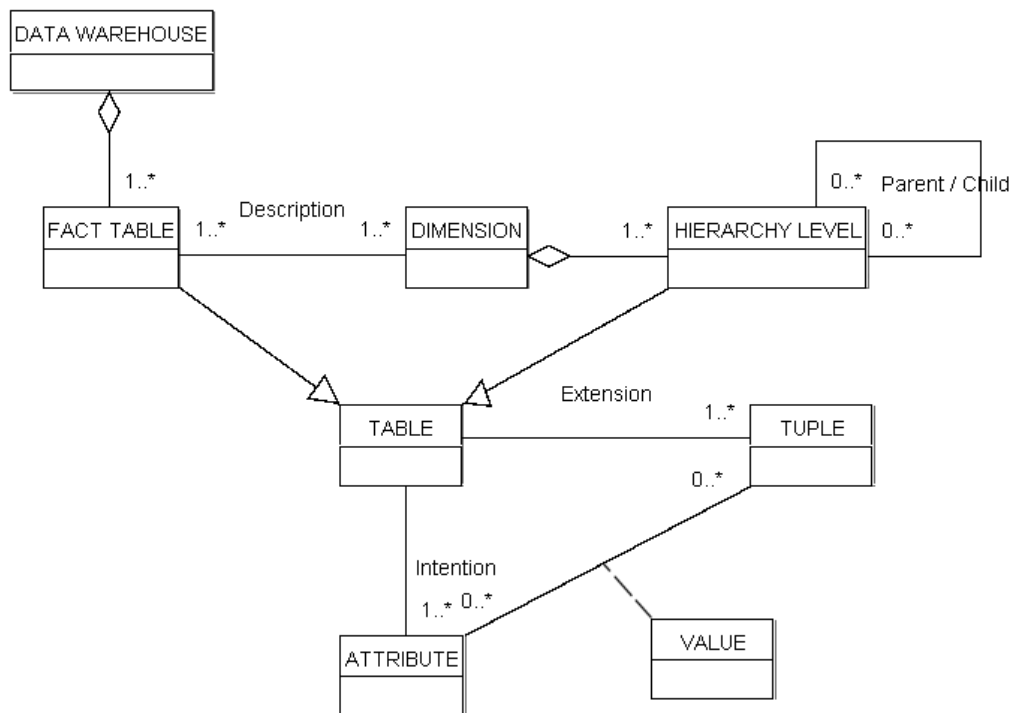 DATA WAREHOUSE
1..*
0..*
Parent / Child
FACT TABLE
1..*
Description
1..*
DIMENSION
1..*
HIERARCHY LEVEL
0..*
Extension
TABLE
1..*
TUPLE
0..*
Intention
1..*
0..*
ATTRIBUTE
VALUE